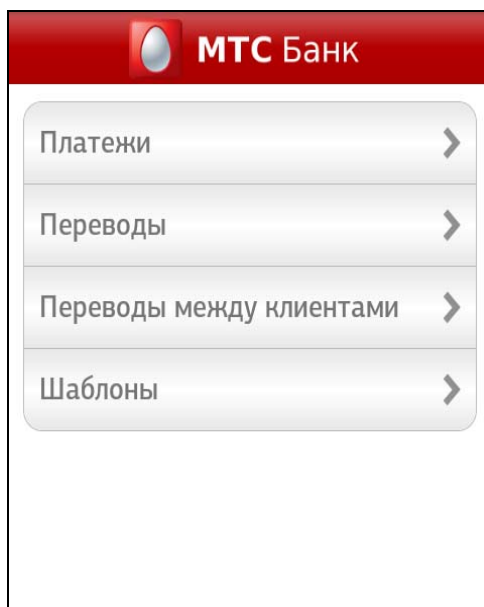 МТС Банк
Платежи
Переводы
Переводы между клиентами
Шаблоны